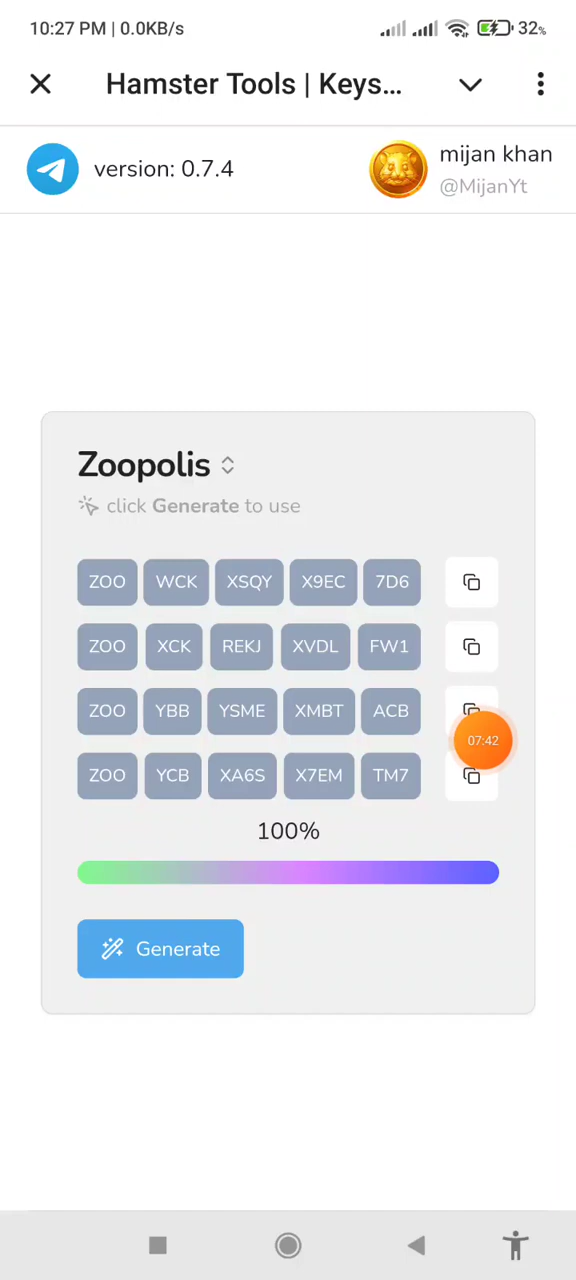 10:27 PM | 0.0KB/s 32%
Hamster Tools | Keys...
version: 0.7.4
mijan khan
@MijanYt
Zoopolis
click Generate to use
ZOO WCK XSQY X9EC 7D6
ZOO XCK REKJ XVDL FW1
ZOO YBB YSME XMBT ACB
07:42
ZOO YCB XA6S X7EM TM7
100%
Generate